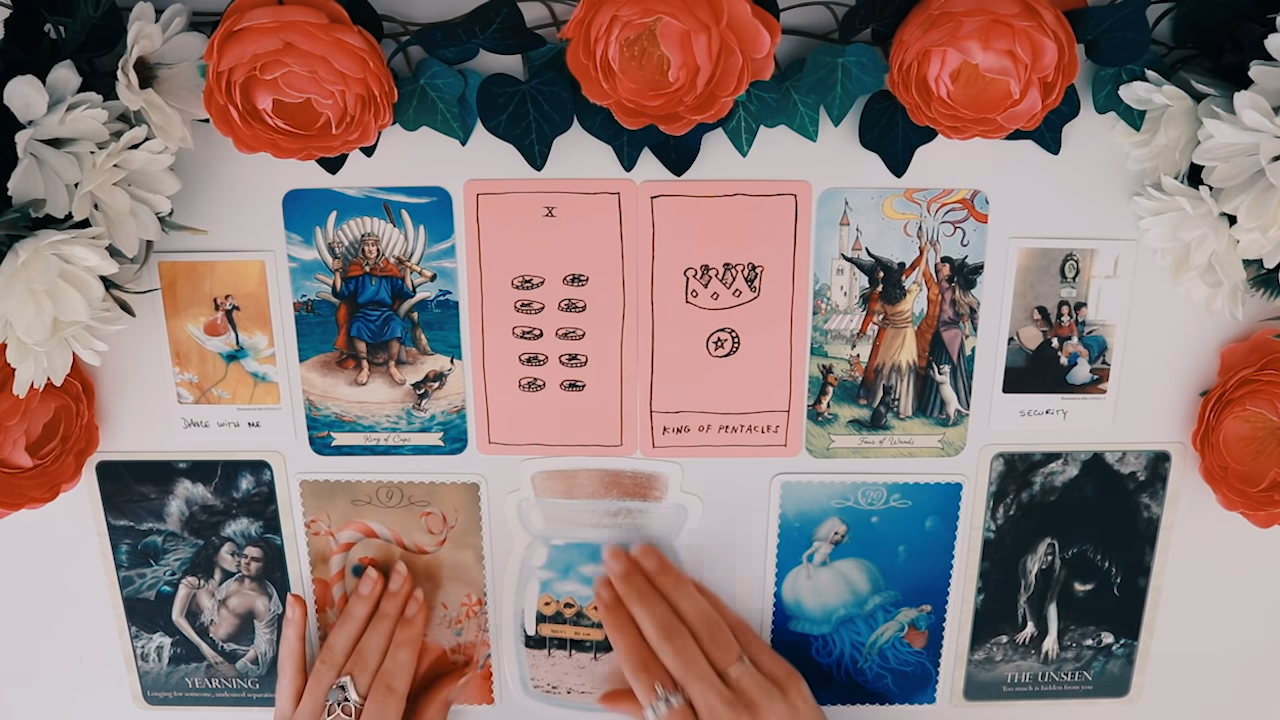 X
KING OF PENTACLES
King of Cups
Four of Wands
DANCE WITH ME
SECURITY
9
YEARNING
Longing for someone, undesired separation
THE UNSEEN
Too much is hidden from you